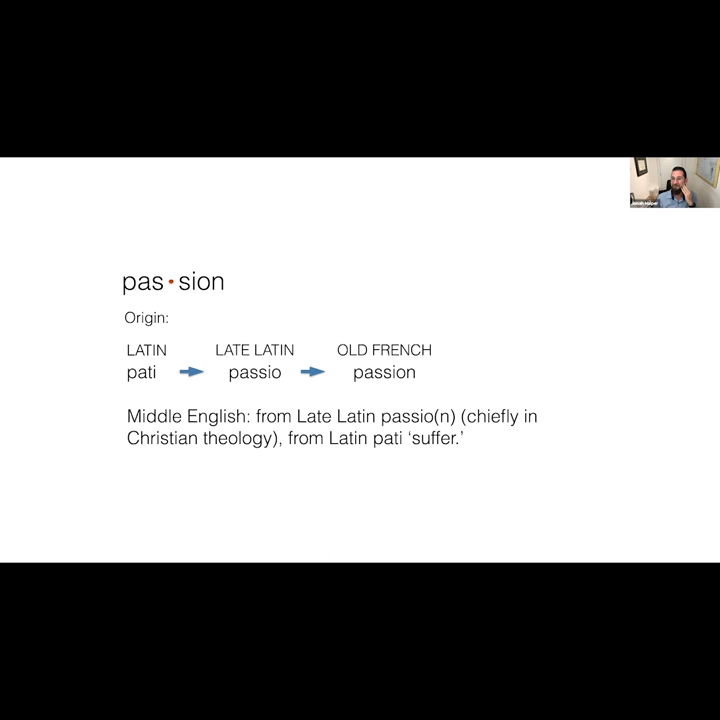 pas·sion
Origin:
LATIN LATE LATIN OLD FRENCH
pati passio passion
Middle English: from Late Latin passio(n) (chiefly in
Christian theology), from Latin pati ‘suffer.’